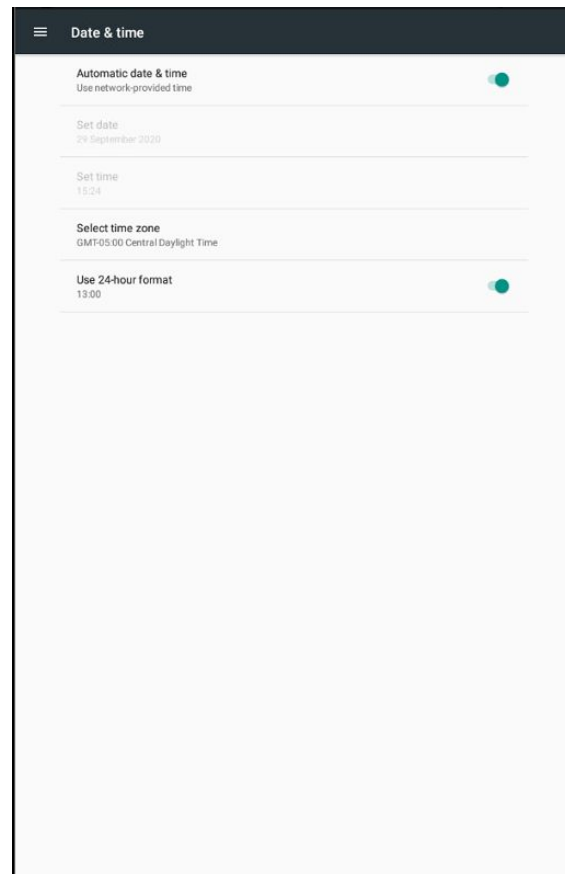 Date & time
Automatic date & time
Use network-provided time
Set date
29 September 2020
Set time
15:24
Select time zone
GMT-05:00 Central Daylight Time
Use 24-hour format
13:00